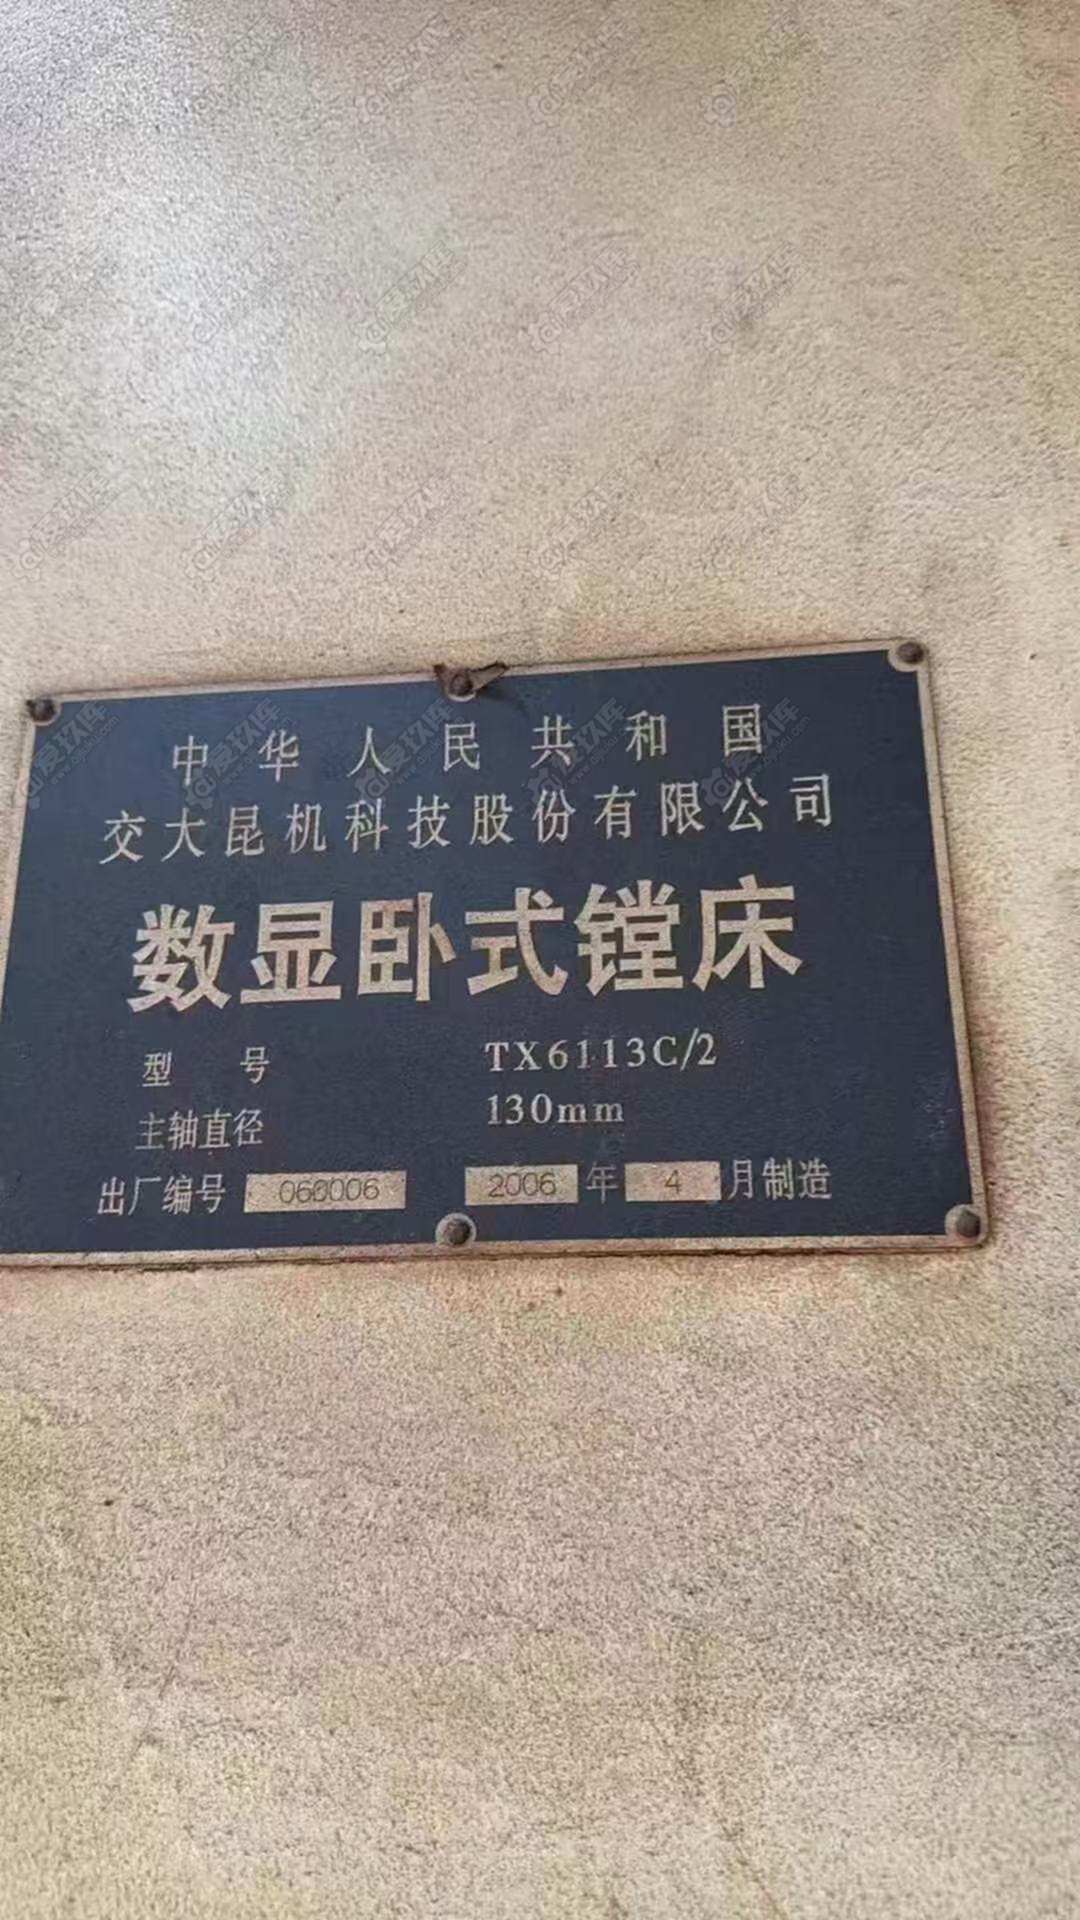 中华人民共和国
交大昆机科技股份有限公司
数显卧式镗床
型号 TX6113C/2
主轴直径 130mm
出厂编号 060006 2006 年 4 月制造